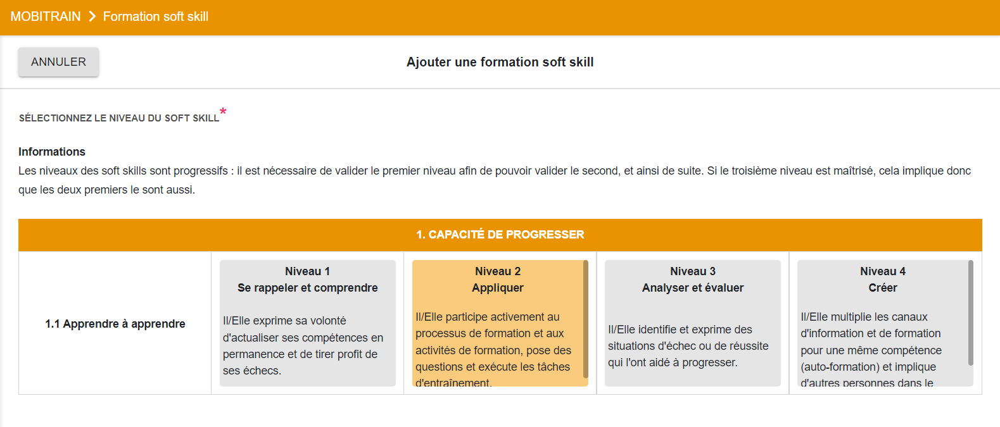 MOBITRAIN > Formation soft skill
ANNULER
Ajouter une formation soft skill
SÉLECTIONNEZ LE NIVEAU DU SOFT SKILL*
Informations
Les niveaux des soft skills sont progressifs : il est nécessaire de valider le premier niveau afin de pouvoir valider le second, et ainsi de suite. Si le troisième niveau est maîtrisé, cela implique donc
que les deux premiers le sont aussi.
1. CAPACITÉ DE PROGRESSER
1.1 Apprendre à apprendre
Niveau 1
Se rappeler et comprendre
Il/Elle exprime sa volonté
d'actualiser ses compétences en
permanence et de tirer profit de
ses échecs.
Niveau 2
Appliquer
Il/Elle participe activement au
processus de formation et aux
activités de formation, pose des
questions et exécute les tâches
d'entraînement.
Niveau 3
Analyser et évaluer
Il/Elle identifie et exprime des
situations d'échec ou de réussite
qui l'ont aidé à progresser.
Niveau 4
Créer
Il/Elle multiplie les canaux
d'information et de formation
pour une même compétence
(auto-formation) et implique
d'autres personnes dans le